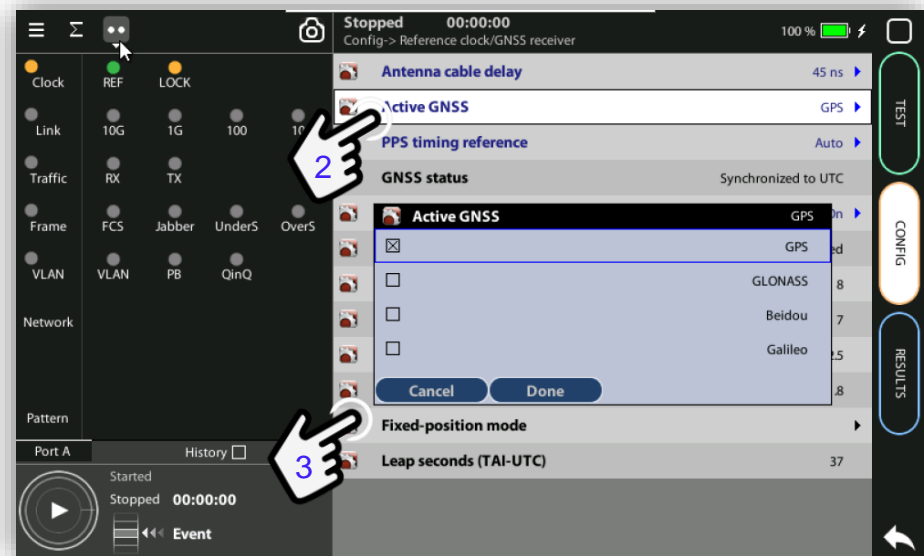 Σ
Stopped 00:00:00
Config-> Reference clock/GNSS receiver
100 %
Clock REF LOCK
Link 10G 1G 100
Traffic RX TX
Frame FCS Jabber UnderS OverS
VLAN VLAN PB QinQ
Network
Pattern
Port A History
Started
Stopped 00:00:00
Event
Antenna cable delay 45 ns
Active GNSS GPS
PPS timing reference Auto
GNSS status Synchronized to UTC
Active GNSS GPS
GPS
GLONASS 8
Beidou 7
Galileo
Cancel Done
Fixed-position mode
Leap seconds (TAI-UTC) 37
2
3
TEST
CONFIG
RESULTS